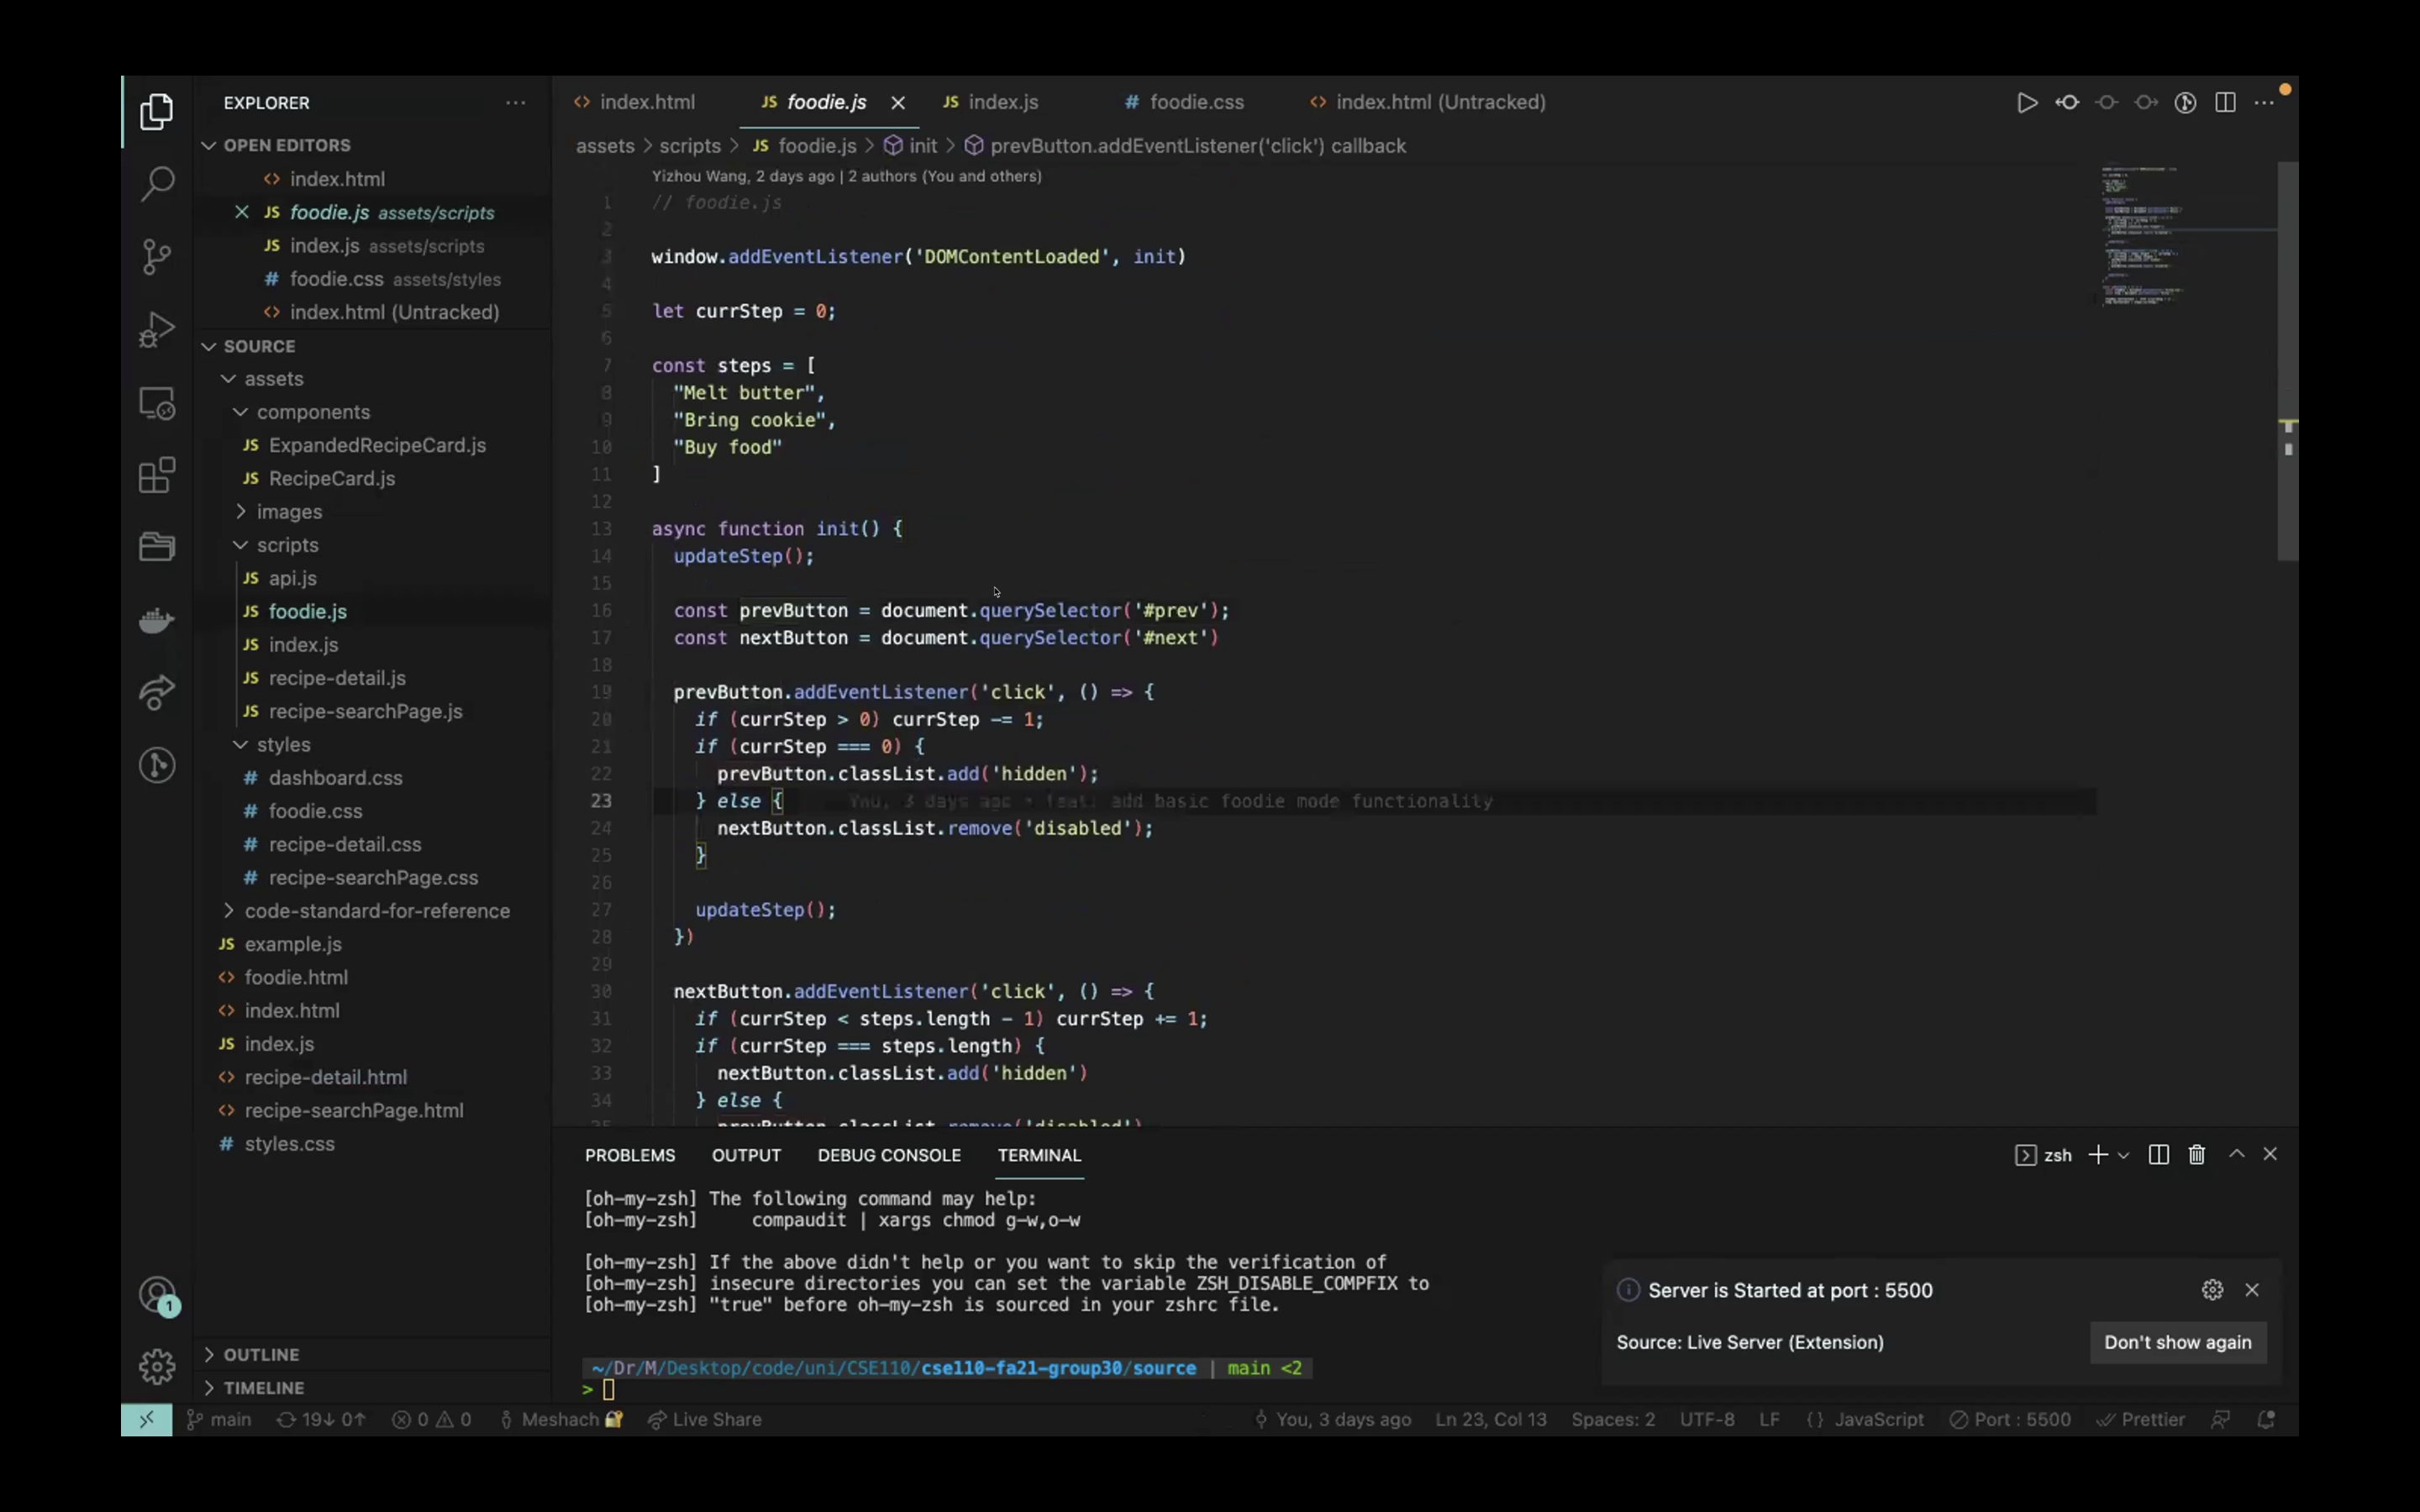 EXPLORER
OPEN EDITORS
index.html
foodie.js assets/scripts
index.js assets/scripts
foodie.css assets/styles
index.html (Untracked)
SOURCE
assets
components
JS ExpandedRecipeCard.js
JS RecipeCard.js
images
scripts
JS api.js
JS foodie.js
JS index.js
JS recipe-detail.js
JS recipe-searchPage.js
styles
# dashboard.css
# foodie.css
# recipe-detail.css
# recipe-searchPage.css
code-standard-for-reference
JS example.js
<> foodie.html
<> index.html
JS index.js
<> recipe-detail.html
<> recipe-searchPage.html
# styles.css
OUTLINE
TIMELINE
<> index.html JS foodie.js JS index.js # foodie.css <> index.html (Untracked)
assets > scripts > JS foodie.js > init > prevButton.addEventListener('click') callback
Yizhou Wang, 2 days ago | 2 authors (You and others)
1 // foodie.js
2
3 window.addEventListener('DOMContentLoaded', init)
4
5 let currStep = 0;
6
7 const steps = [
8 "Melt butter",
9 "Bring cookie",
10 "Buy food"
11 ]
12
13 async function init() {
14 updateStep();
15
16 const prevButton = document.querySelector('#prev');
17 const nextButton = document.querySelector('#next')
18
19 prevButton.addEventListener('click', () => {
20 if (currStep > 0) currStep -= 1;
21 if (currStep === 0) {
22 prevButton.classList.add('hidden');
23 } else { You, 3 days ago • feat: add basic foodie mode functionality
24 nextButton.classList.remove('disabled');
25 }
26
27 updateStep();
28 })
29
30 nextButton.addEventListener('click', () => {
31 if (currStep < steps.length - 1) currStep += 1;
32 if (currStep === steps.length) {
33 nextButton.classList.add('hidden')
34 } else {
35 prevButton.classList.remove('disabled')
PROBLEMS OUTPUT DEBUG CONSOLE TERMINAL
zsh
[oh-my-zsh] The following command may help:
[oh-my-zsh] compaudit | xargs chmod g-w,o-w
[oh-my-zsh] If the above didn't help or you want to skip the verification of
[oh-my-zsh] insecure directories you can set the variable ZSH_DISABLE_COMPFIX to
[oh-my-zsh] "true" before oh-my-zsh is sourced in your zshrc file.
~/Dr/M/Desktop/code/uni/CSE110/cse110-fa21-group30/source | main <2
>
Server is Started at port : 5500
Source: Live Server (Extension)
Don't show again
1
main 19↓ 0↑ 0 0 Meshach Live Share You, 3 days ago Ln 23, Col 13 Spaces: 2 UTF-8 LF {} JavaScript Port : 5500 Prettier